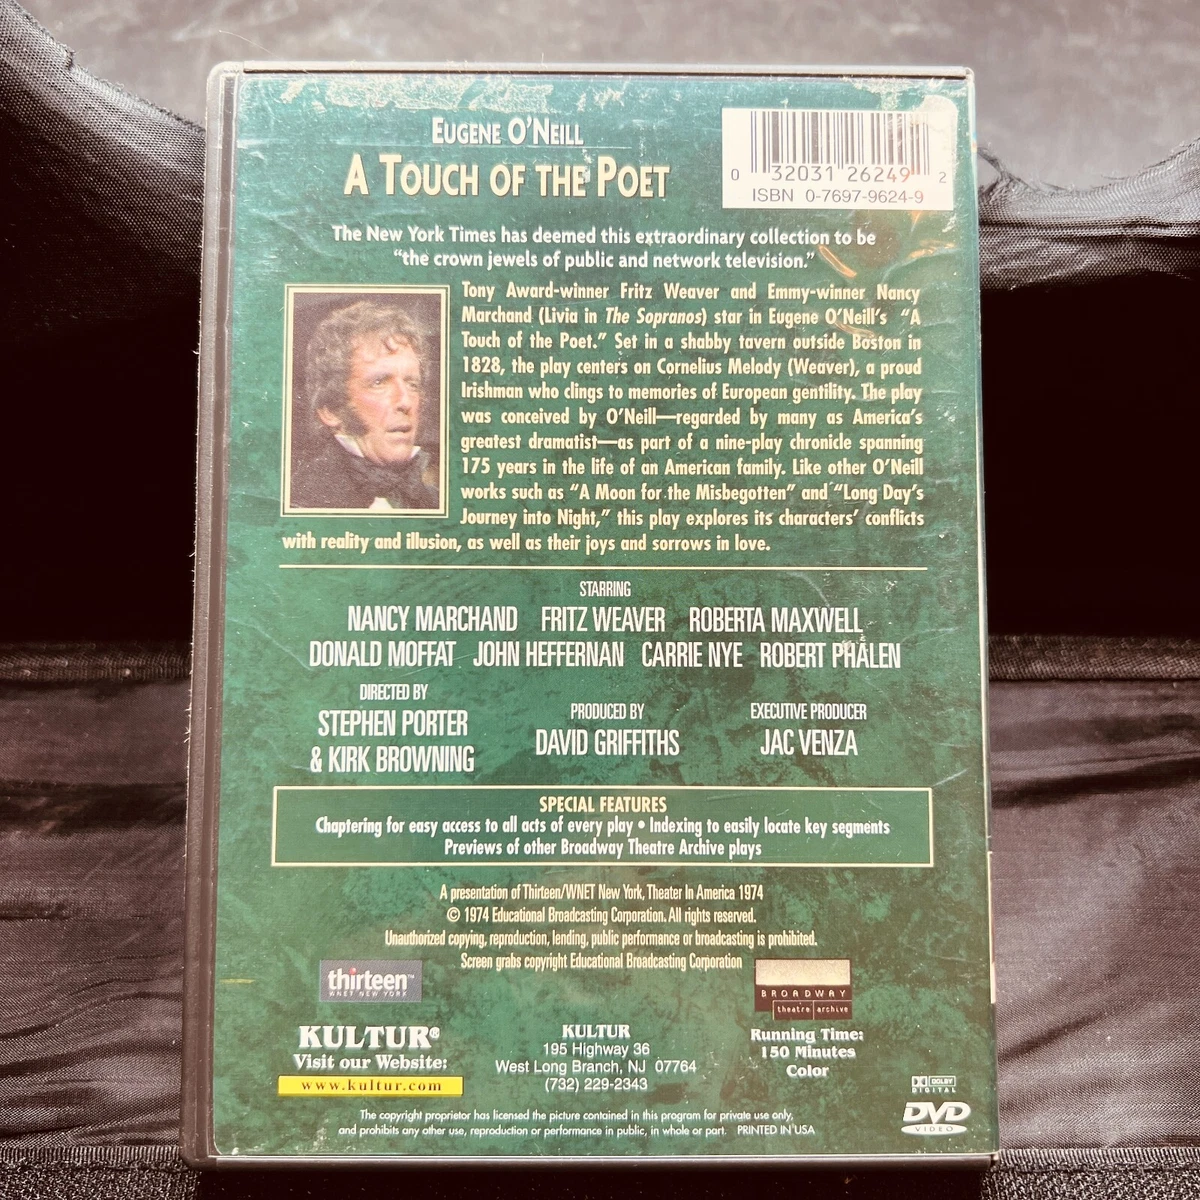 EUGENE O'NEILL
A TOUCH OF THE POET
0 32031 26249 2
ISBN 0-7697-9624-9
The New York Times has deemed this extraordinary collection to be
"the crown jewels of public and network television."
Tony Award-winner Fritz Weaver and Emmy-winner Nancy
Marchand (Livia in The Sopranos) star in Eugene O'Neill's "A
Touch of the Poet." Set in a shabby tavern outside Boston in
1828, the play centers on Cornelius Melody (Weaver), a proud
Irishman who clings to memories of European gentility. The play
was conceived by O'Neill—regarded by many as America's
greatest dramatist—as part of a nine-play chronicle spanning
175 years in the life of an American family. Like other O'Neill
works such as "A Moon for the Misbegotten" and "Long Day's
Journey into Night," this play explores its characters' conflicts
with reality and illusion, as well as their joys and sorrows in love.
STARRING
NANCY MARCHAND FRITZ WEAVER ROBERTA MAXWELL
DONALD MOFFAT JOHN HEFFERNAN CARRIE NYE ROBERT PHALEN
DIRECTED BY
STEPHEN PORTER
& KIRK BROWNING
PRODUCED BY
DAVID GRIFFITHS
EXECUTIVE PRODUCER
JAC VENZA
SPECIAL FEATURES
Chaptering for easy access to all acts of every play • Indexing to easily locate key segments
Previews of other Broadway Theatre Archive plays
A presentation of Thirteen/WNET New York, Theater In America 1974
© 1974 Educational Broadcasting Corporation. All rights reserved.
Unauthorized copying, reproduction, lending, public performance or broadcasting is prohibited.
Screen grabs copyright Educational Broadcasting Corporation
thirteen™
WNET NEW YORK
BROADWAY
theatre archive
KULTUR®
Visit our Website:
www.kultur.com
KULTUR
195 Highway 36
West Long Branch, NJ 07764
(732) 229-2343
Running Time:
150 Minutes
Color
DOLBY
DIGITAL
DVD
VIDEO
The copyright proprietor has licensed the picture contained in this program for private use only,
and prohibits any other use, reproduction or performance in public, in whole or part. PRINTED IN USA